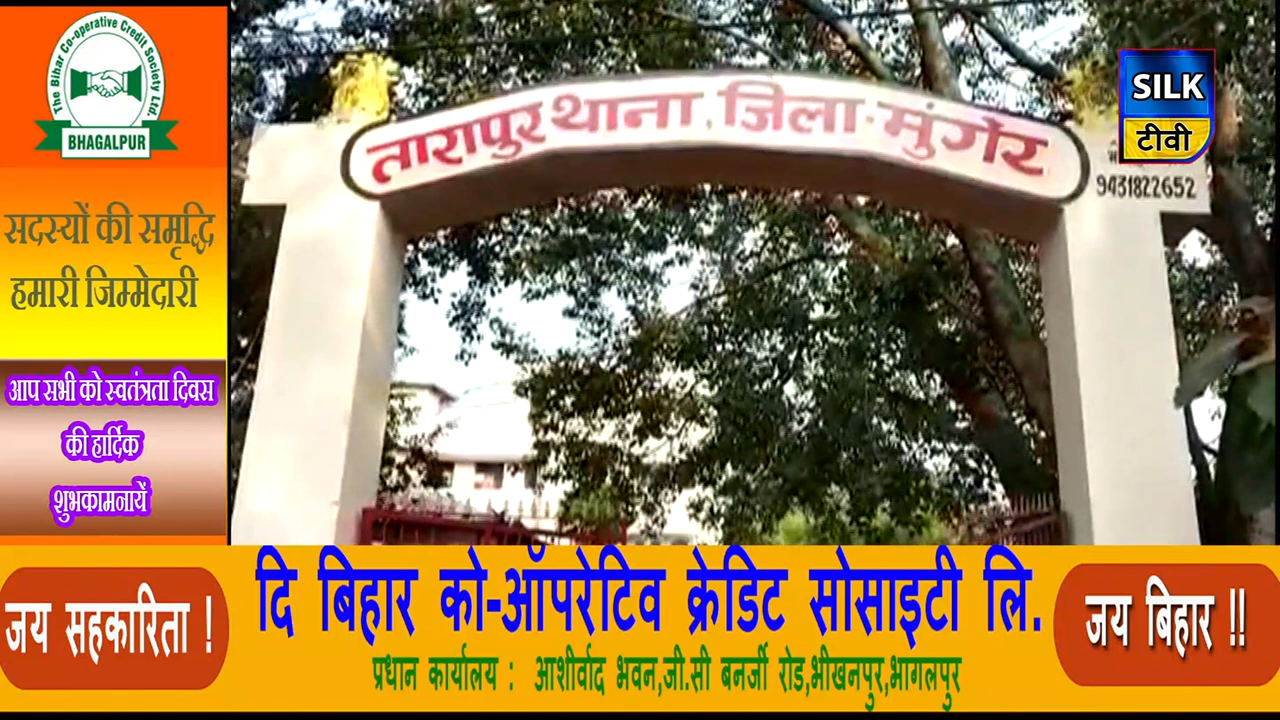 The Bihar Co-operative Credit Society Ltd.
BHAGALPUR
सदस्यों की समृद्धि
हमारी जिम्मेदारी
आप सभी को स्वतंत्रता दिवस
की हार्दिक
शुभकामनायें
तारापुर थाना, जिला-मुंगेर
9431822652
SILK
टीवी
जय सहकारिता !
दि बिहार को-ऑपरेटिव क्रेडिट सोसाइटी लि.
प्रधान कार्यालय : आशीर्वाद भवन,जी.सी बनर्जी रोड,भीखनपुर,भागलपुर
जय बिहार !!